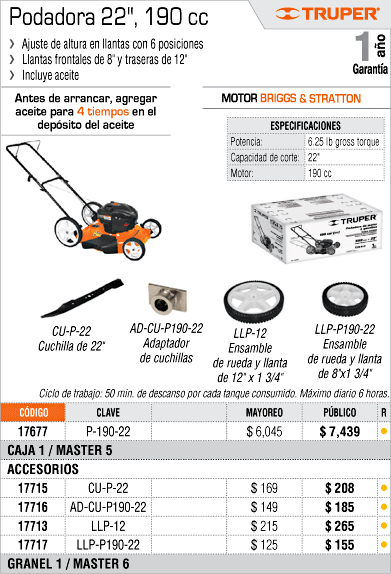 Podadora 22", 190 cc
TRUPER
Ajuste de altura en llantas con 6 posiciones
Llantas frontales de 8" y traseras de 12"
Incluye aceite
1 año
Garantía
Antes de arrancar, agregar
aceite para 4 tiempos en el
depósito del aceite
MOTOR BRIGGS & STRATTON
ESPECIFICACIONES
Potencia: 6.25 lb gross torque
Capacidad de corte: 22"
Motor: 190 cc
TRUPER
CU-P-22
Cuchilla de 22"
AD-CU-P190-22
Adaptador
de cuchillas
LLP-12
Ensamble
de rueda y llanta
de 12" x 1 3/4"
LLP-P190-22
Ensamble
de rueda y llanta
de 8"x1 3/4"
Ciclo de trabajo: 50 min. de descanso por cada tanque consumido. Máximo diario 6 horas.
CÓDIGO CLAVE MAYOREO PÚBLICO R
17677 P-190-22 $ 6,045 $ 7,439
CAJA 1 / MASTER 5
ACCESORIOS
17715 CU-P-22 $ 169 $ 208
17716 AD-CU-P190-22 $ 149 $ 185
17713 LLP-12 $ 215 $ 265
17717 LLP-P190-22 $ 125 $ 155
GRANEL 1 / MASTER 6